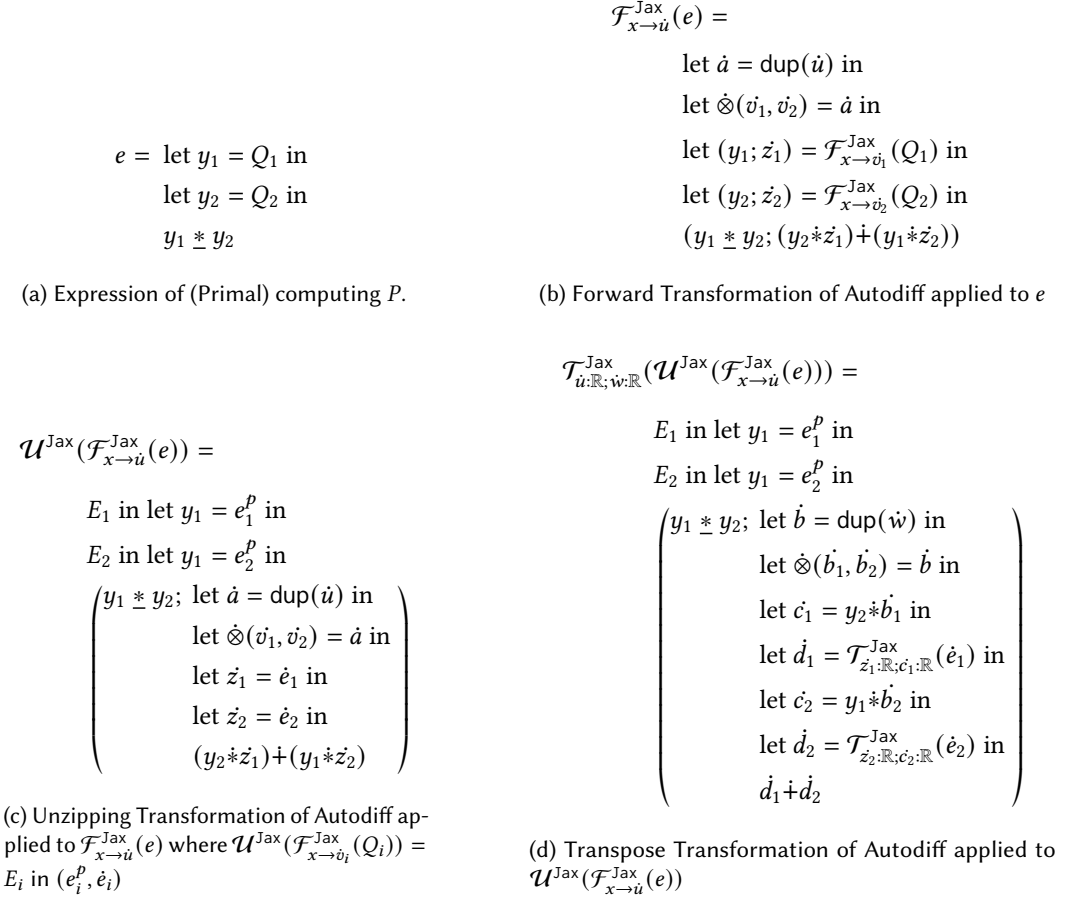 e = let y₁ = Q₁ in
let y₂ = Q₂ in
y₁ *̲ y₂
(a) Expression of (Primal) computing P.
ℱ^Jax_{x→u̇}(e) =
let ȧ = dup(u̇) in
let ⊗̇(v̇₁, v̇₂) = ȧ in
let (y₁; ż₁) = ℱ^Jax_{x→v̇₁}(Q₁) in
let (y₂; ż₂) = ℱ^Jax_{x→v̇₂}(Q₂) in
(y₁ *̲ y₂; (y₂*̇ż₁)+̇(y₁*̇ż₂))
(b) Forward Transformation of Autodiff applied to e
𝒰^Jax(ℱ^Jax_{x→u̇}(e)) =
E₁ in let y₁ = e₁^p in
E₂ in let y₁ = e₂^p in
(y₁ *̲ y₂; let ȧ = dup(u̇) in
let ⊗̇(v̇₁, v̇₂) = ȧ in
let ż₁ = ė₁ in
let ż₂ = ė₂ in
(y₂*̇ż₁)+̇(y₁*̇ż₂))
(c) Unzipping Transformation of Autodiff ap-
plied to ℱ^Jax_{x→u̇}(e) where 𝒰^Jax(ℱ^Jax_{x→v̇ᵢ}(Qᵢ)) =
Eᵢ in (eᵢ^p, ėᵢ)
𝒯^Jax_{u̇:ℝ; ẇ:ℝ}(𝒰^Jax(ℱ^Jax_{x→u̇}(e))) =
E₁ in let y₁ = e₁^p in
E₂ in let y₁ = e₂^p in
(y₁ *̲ y₂; let ḃ = dup(ẇ) in
let ⊗̇(ḃ₁, ḃ₂) = ḃ in
let ċ₁ = y₂*̇ḃ₁ in
let ḋ₁ = 𝒯^Jax_{ż₁:ℝ;ċ₁:ℝ}(ė₁) in
let ċ₂ = y₁*̇ḃ₂ in
let ḋ₂ = 𝒯^Jax_{ż₂:ℝ;ċ₂:ℝ}(ė₂) in
ḋ₁+̇ḋ₂)
(d) Transpose Transformation of Autodiff applied to
𝒰^Jax(ℱ^Jax_{x→u̇}(e))